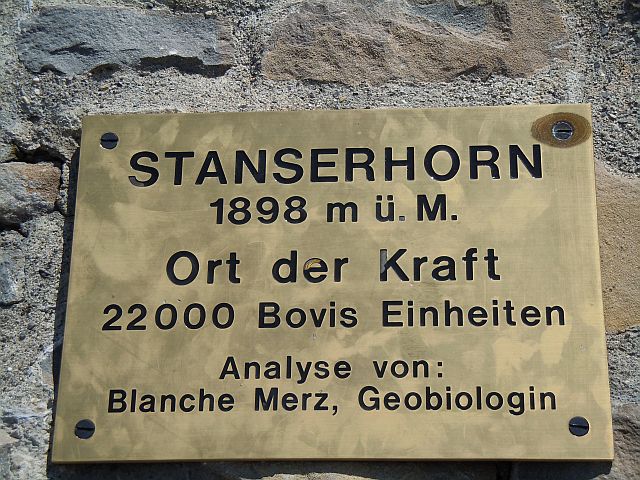 STANSERHORN
1898 m ü. M.
Ort der Kraft
22000 Bovis Einheiten
Analyse von:
Blanche Merz, Geobiologin